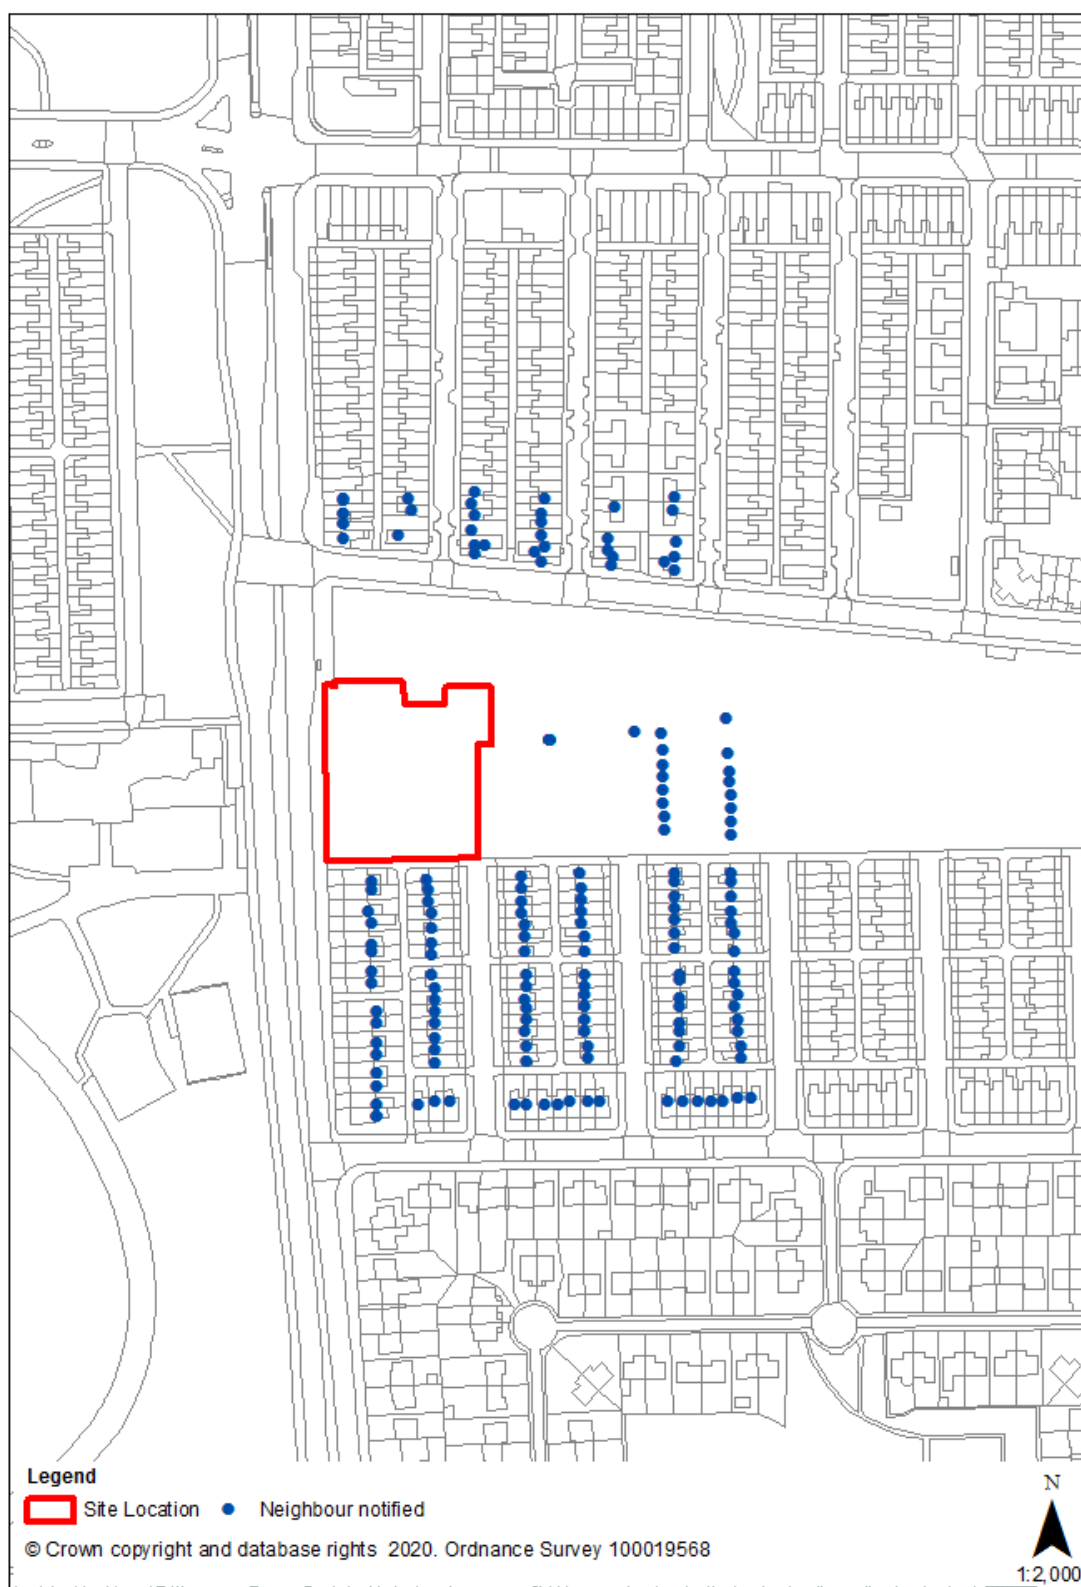 Legend
Site Location Neighbour notified
© Crown copyright and database rights 2020. Ordnance Survey 100019568
N
1:2,000